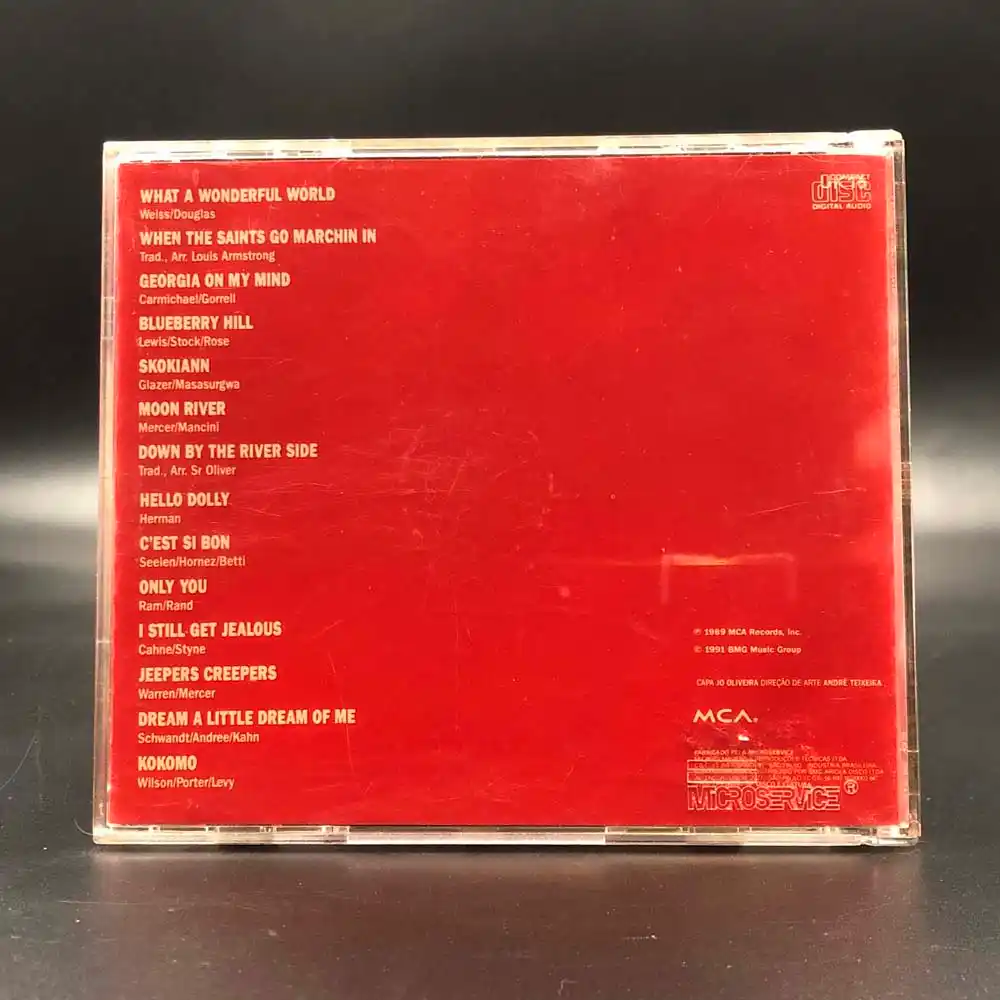 WHAT A WONDERFUL WORLD
Weiss/Douglas
WHEN THE SAINTS GO MARCHIN IN
Trad., Arr. Louis Armstrong
GEORGIA ON MY MIND
Carmichael/Gorrell
BLUEBERRY HILL
Lewis/Stock/Rose
SKOKIANN
Glazer/Masasurgwa
MOON RIVER
Mercer/Mancini
DOWN BY THE RIVER SIDE
Trad., Arr. Sr Oliver
HELLO DOLLY
Herman
C'EST SI BON
Seelen/Hornez/Betti
ONLY YOU
Ram/Rand
I STILL GET JEALOUS
Cahne/Styne
JEEPERS CREEPERS
Warren/Mercer
DREAM A LITTLE DREAM OF ME
Schwandt/Andree/Kahn
KOKOMO
Wilson/Porter/Levy
COMPACT
disc
DIGITAL AUDIO
℗ 1989 MCA Records, Inc.
© 1991 BMG Music Group
CAPA JO OLIVEIRA DIREÇÃO DE ARTE ANDRÉ TEIXEIRA
MCA®
FABRICADO PELA MICROSERVICE
MICROSERVICE®